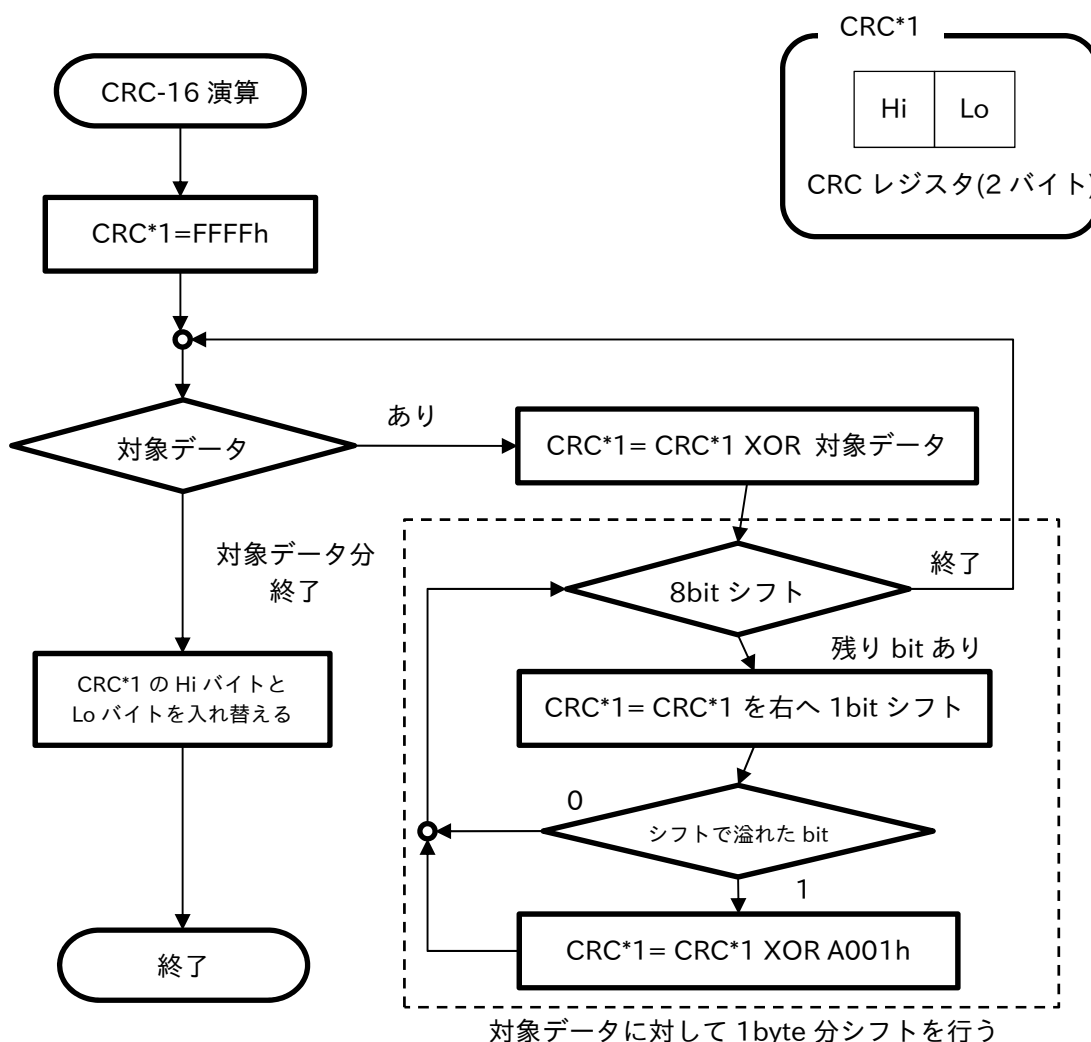 CRC*1
CRC-16 演算
Hi
Lo
CRC レジスタ(2 バイト)
CRC*1=FFFFh
対象データ
あり
CRC*1= CRC*1 XOR 対象データ
対象データ分
終了
8bit シフト
終了
残り bit あり
CRC*1 の Hi バイトと
Lo バイトを入れ替える
CRC*1= CRC*1 を右へ 1bit シフト
0
シフトで溢れた bit
1
CRC*1= CRC*1 XOR A001h
終了
対象データに対して 1byte 分シフトを行う